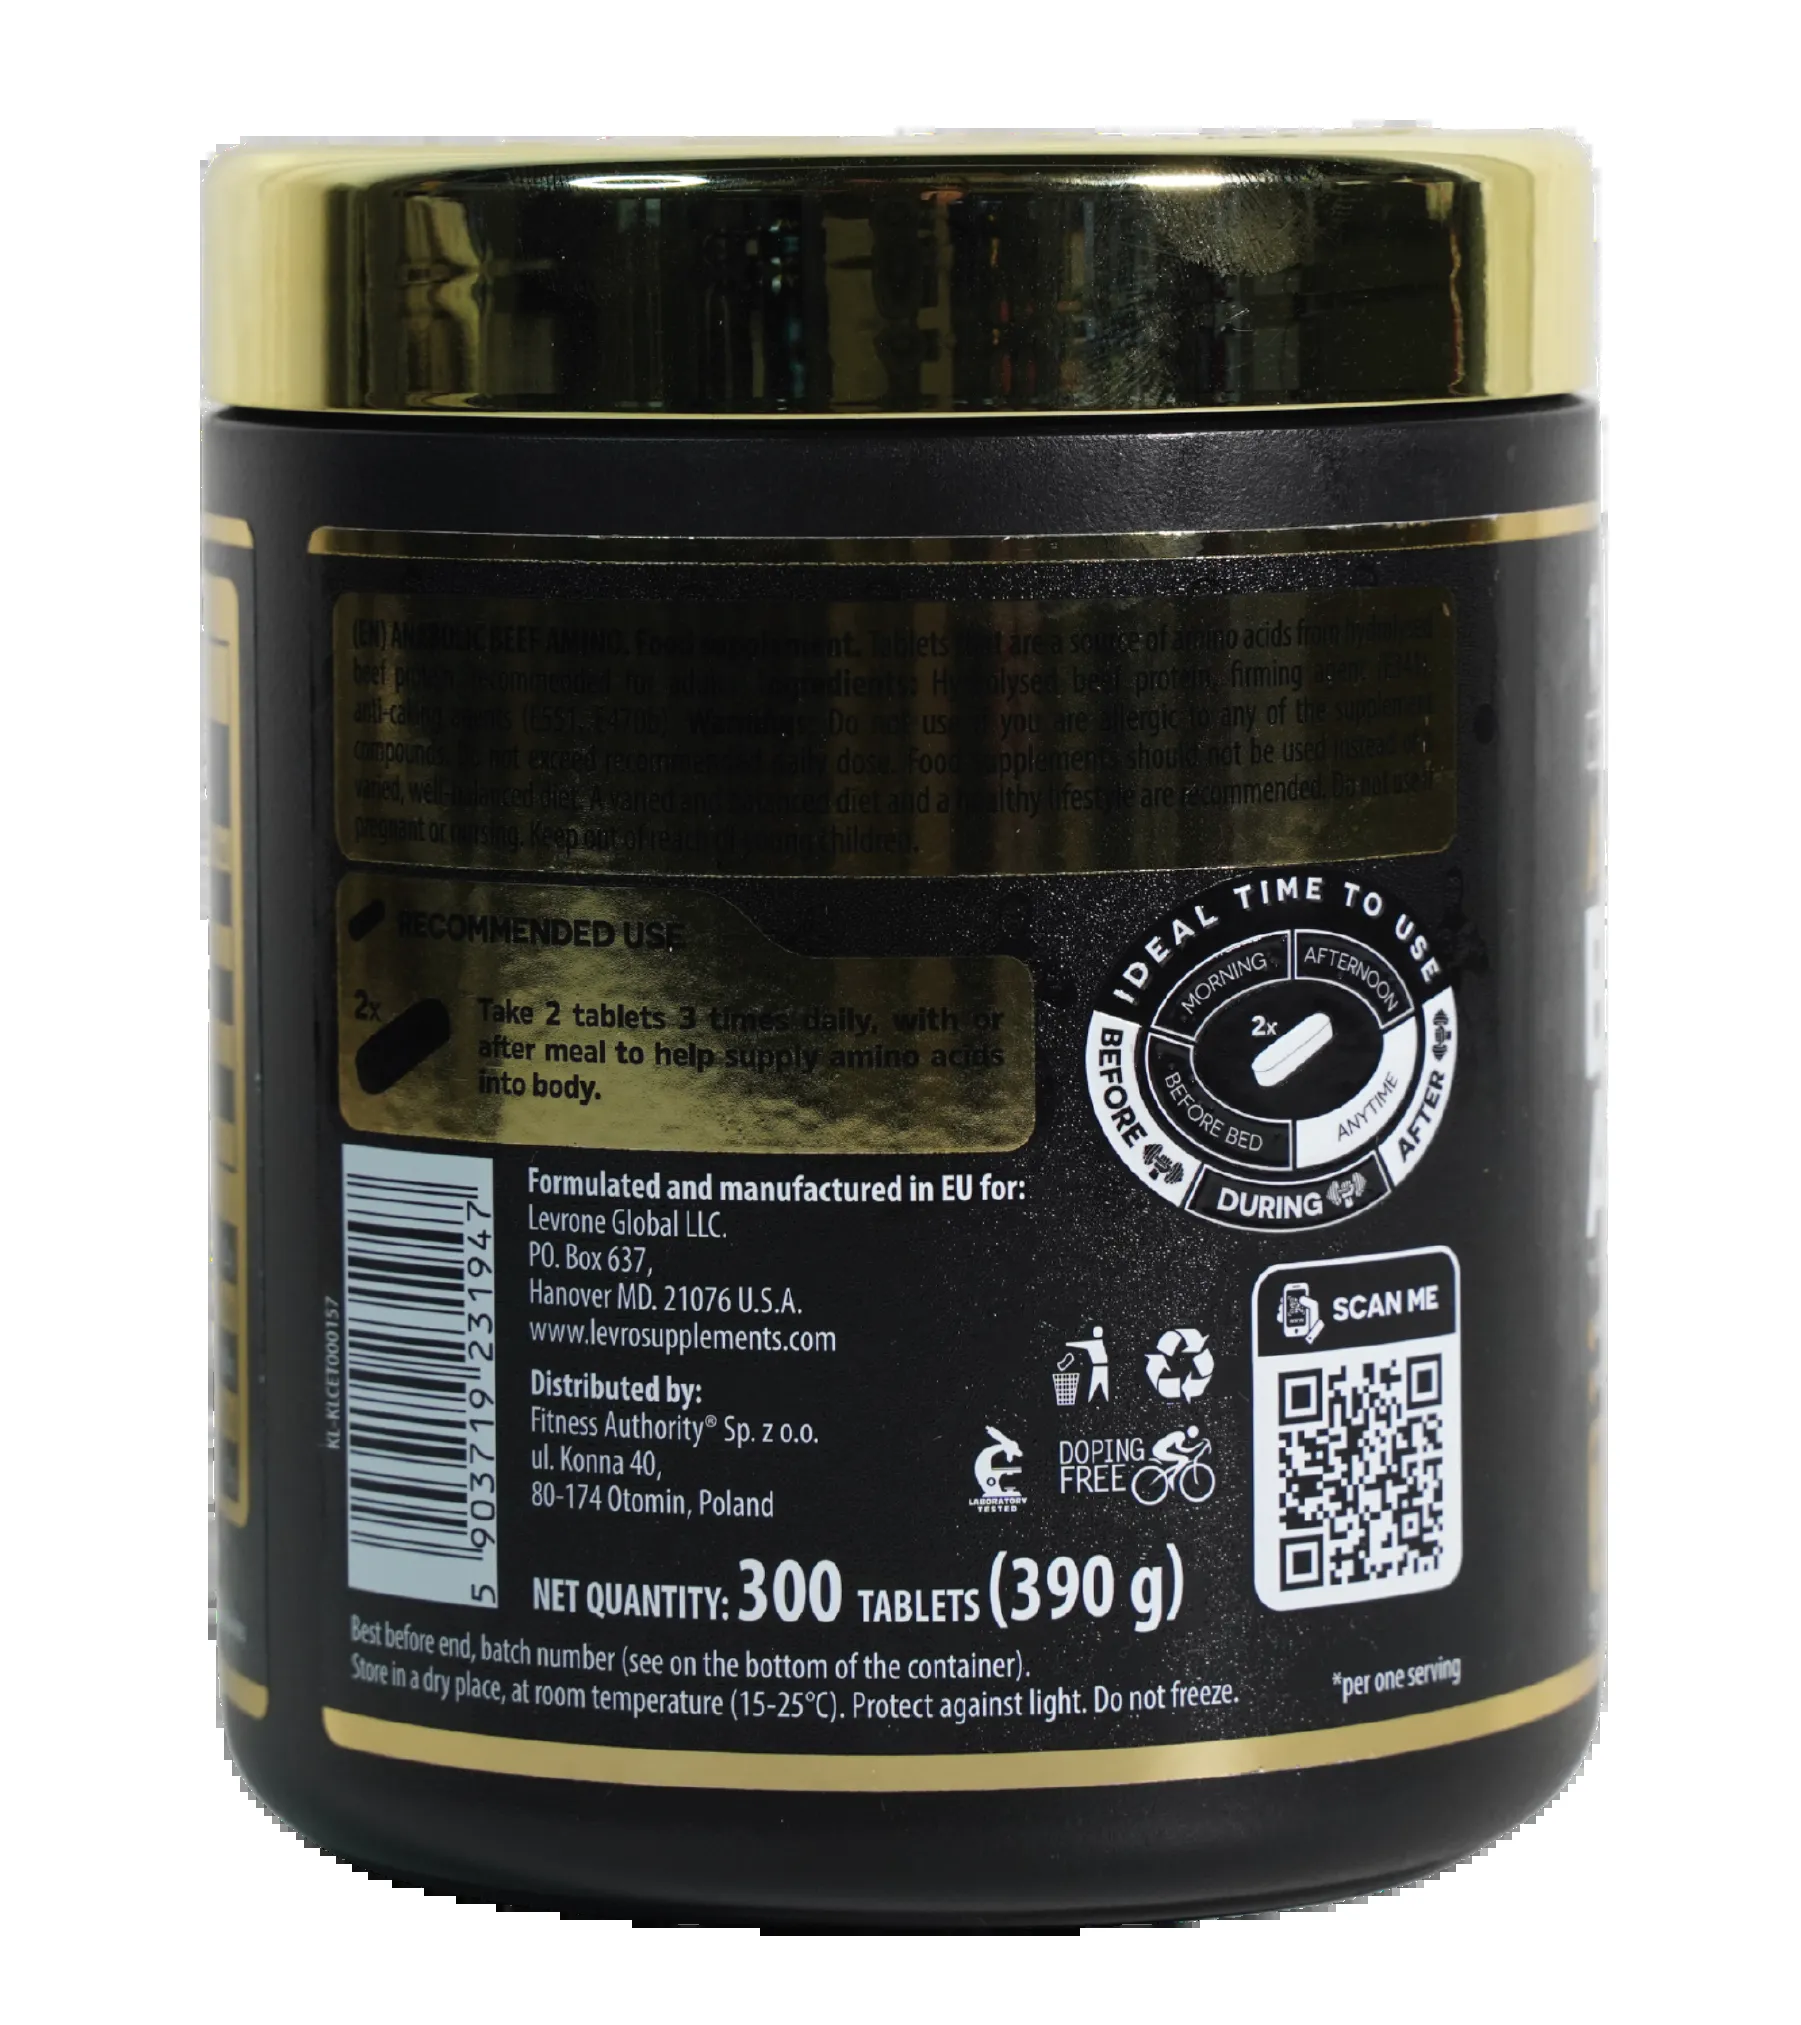 (EN) ANABOLIC BEEF AMINO. Food supplement. Tablets that are a source of amino acids from hydrolysed
beef protein recommended for adults. Ingredients: Hydrolysed beef protein, firming agent (E341),
anti-caking agents (E551, E470b). Warnings: Do not use if you are allergic to any of the supplement
compounds. Do not exceed recommended daily dose. Food supplements should not be used instead of a
varied, well-balanced diet. A varied and balanced diet and a healthy lifestyle are recommended. Do not use if
pregnant or nursing. Keep out of reach of young children.
RECOMMENDED USE
2x
Take 2 tablets 3 times daily, with or
after meal to help supply amino acids
into body.
IDEAL TIME TO USE
MORNING
AFTERNOON
2x
BEFORE BED
ANYTIME
BEFORE
DURING
AFTER
KL-KLCET000157
5 903719 231947
Formulated and manufactured in EU for:
Levrone Global LLC.
PO. Box 637,
Hanover MD. 21076 U.S.A.
www.levrosupplements.com
Distributed by:
Fitness Authority® Sp. z o.o.
ul. Konna 40,
80-174 Otomin, Poland
LABORATORY
TESTED
DOPING
FREE
SCAN ME
NET QUANTITY: 300 TABLETS (390 g)
Best before end, batch number (see on the bottom of the container).
Store in a dry place, at room temperature (15-25°C). Protect against light. Do not freeze.
*per one serving